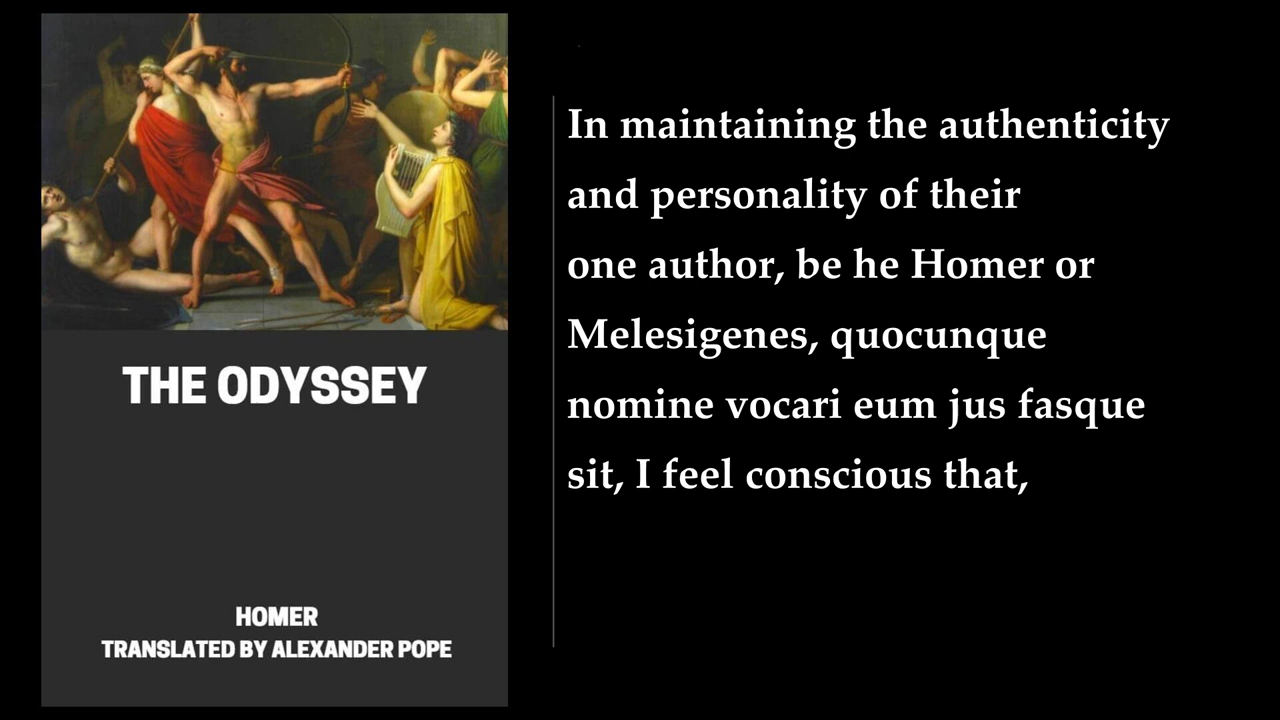 THE ODYSSEY
HOMER
TRANSLATED BY ALEXANDER POPE
In maintaining the authenticity
and personality of their
one author, be he Homer or
Melesigenes, quocunque
nomine vocari eum jus fasque
sit, I feel conscious that,